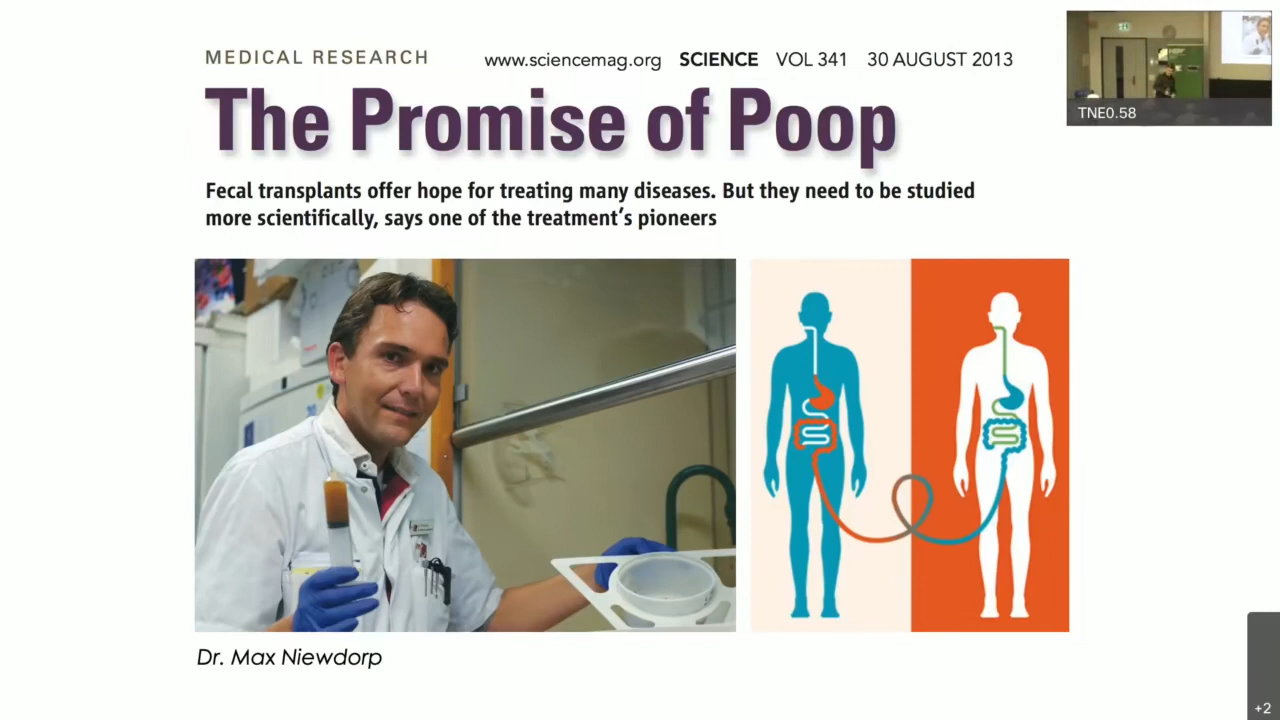 MEDICAL RESEARCH www.sciencemag.org SCIENCE VOL 341 30 AUGUST 2013
The Promise of Poop
Fecal transplants offer hope for treating many diseases. But they need to be studied
more scientifically, says one of the treatment's pioneers
Dr. Max Niewdorp
TNE0.58
+2